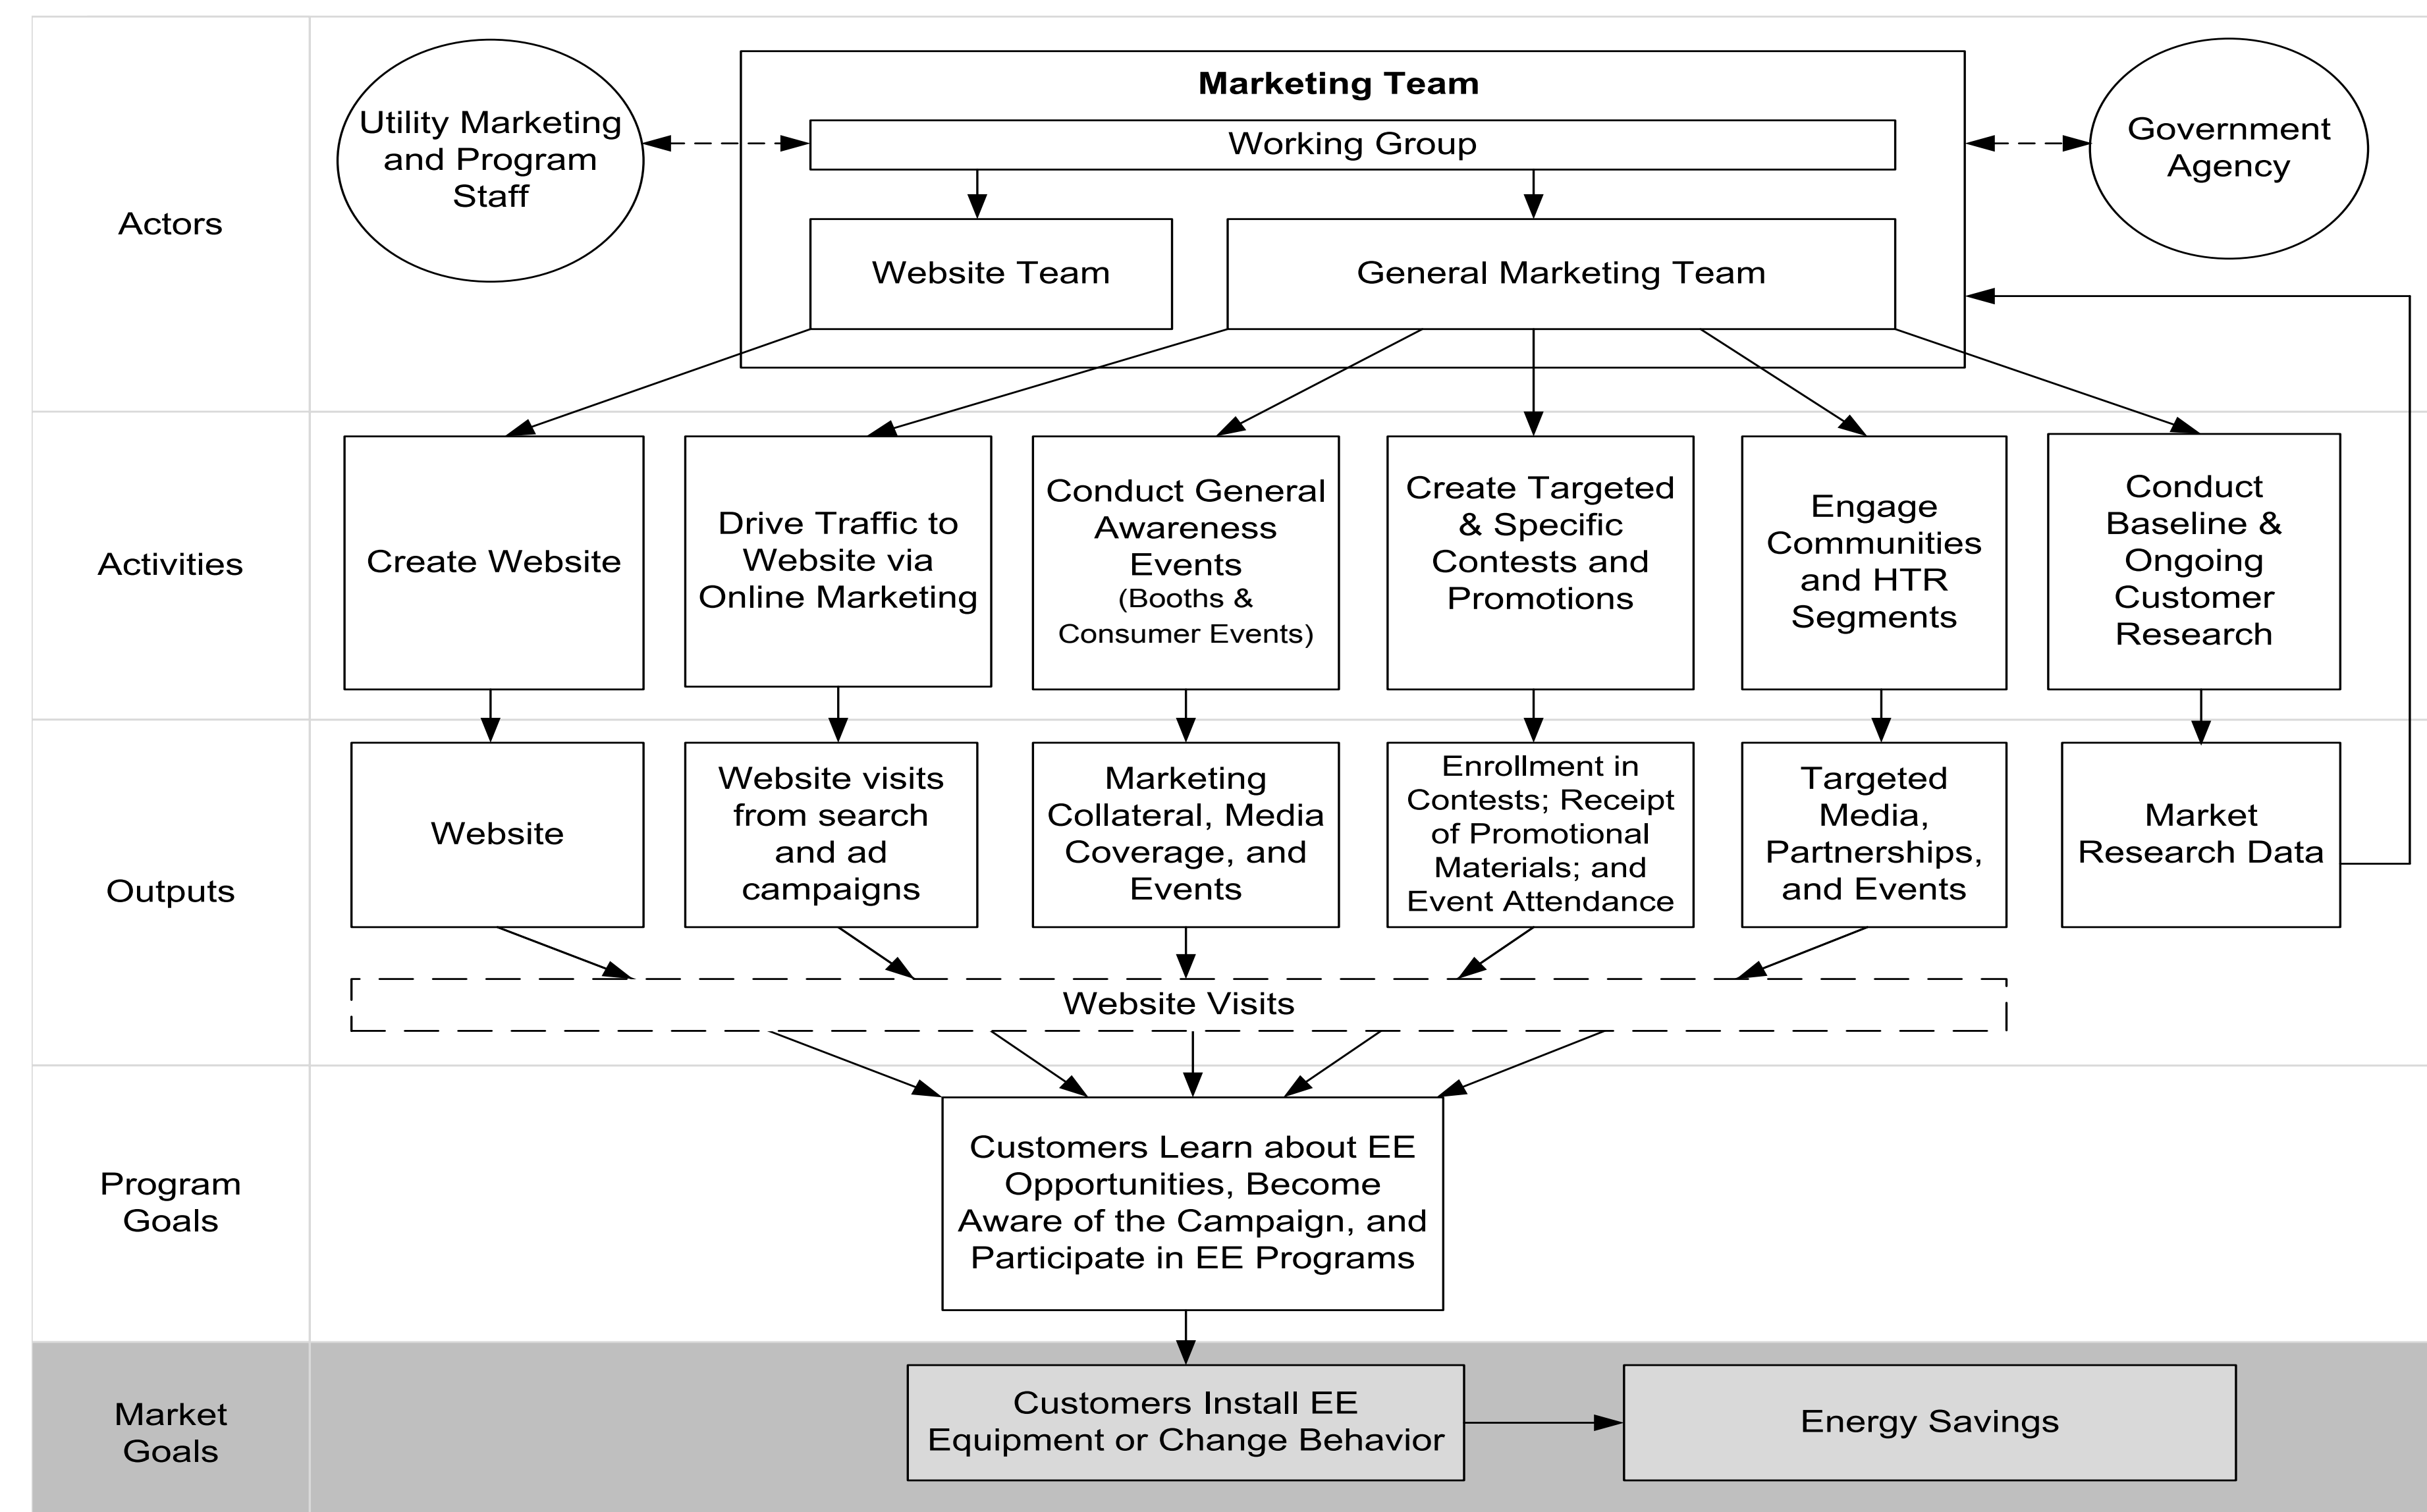 Actors
Utility Marketing
and Program
Staff
Marketing Team
Working Group
Website Team
General Marketing Team
Government
Agency
Activities
Create Website
Drive Traffic to
Website via
Online Marketing
Conduct General
Awareness
Events
(Booths &
Consumer Events)
Create Targeted
& Specific
Contests and
Promotions
Engage
Communities
and HTR
Segments
Conduct
Baseline &
Ongoing
Customer
Research
Outputs
Website
Website visits
from search
and ad
campaigns
Marketing
Collateral, Media
Coverage, and
Events
Enrollment in
Contests; Receipt
of Promotional
Materials; and
Event Attendance
Targeted
Media,
Partnerships,
and Events
Market
Research Data
Website Visits
Program
Goals
Customers Learn about EE
Opportunities, Become
Aware of the Campaign, and
Participate in EE Programs
Market
Goals
Customers Install EE
Equipment or Change Behavior
Energy Savings